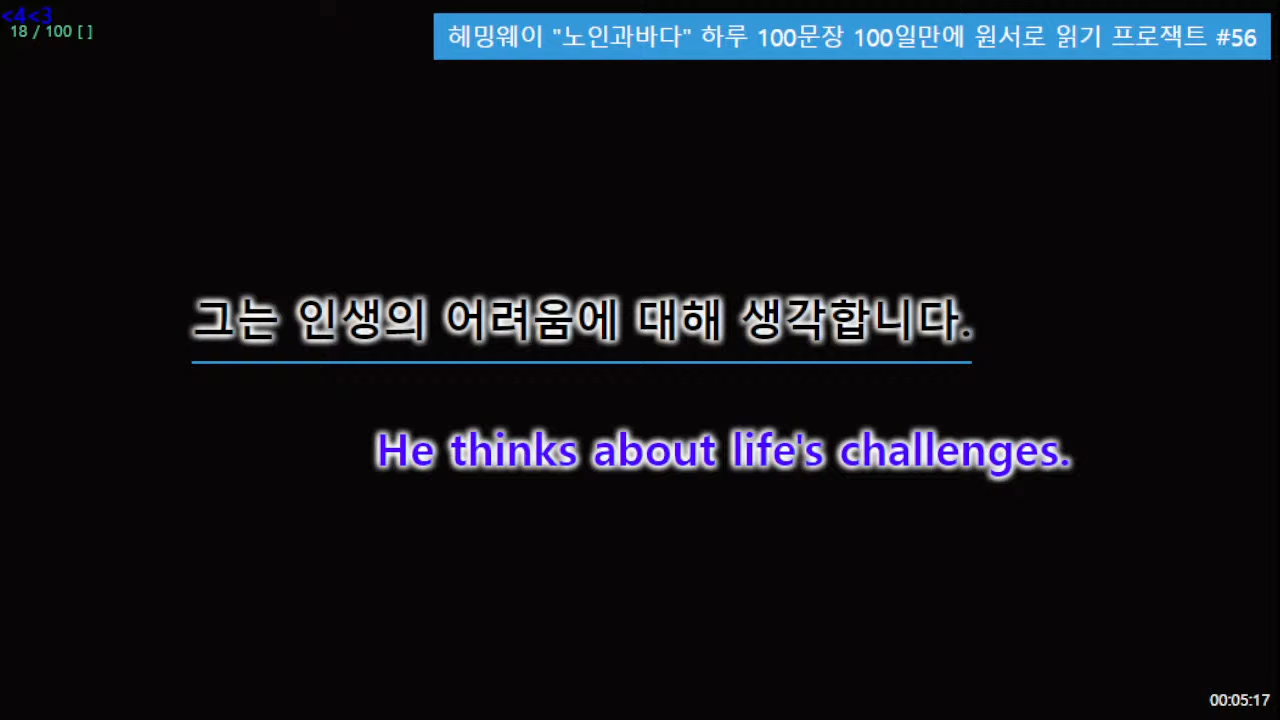 <4<3
18 / 100 [ ]
헤밍웨이 "노인과바다" 하루 100문장 100일만에 원서로 읽기 프로잭트 #56
그는 인생의 어려움에 대해 생각합니다.
He thinks about life's challenges.
00:05:17